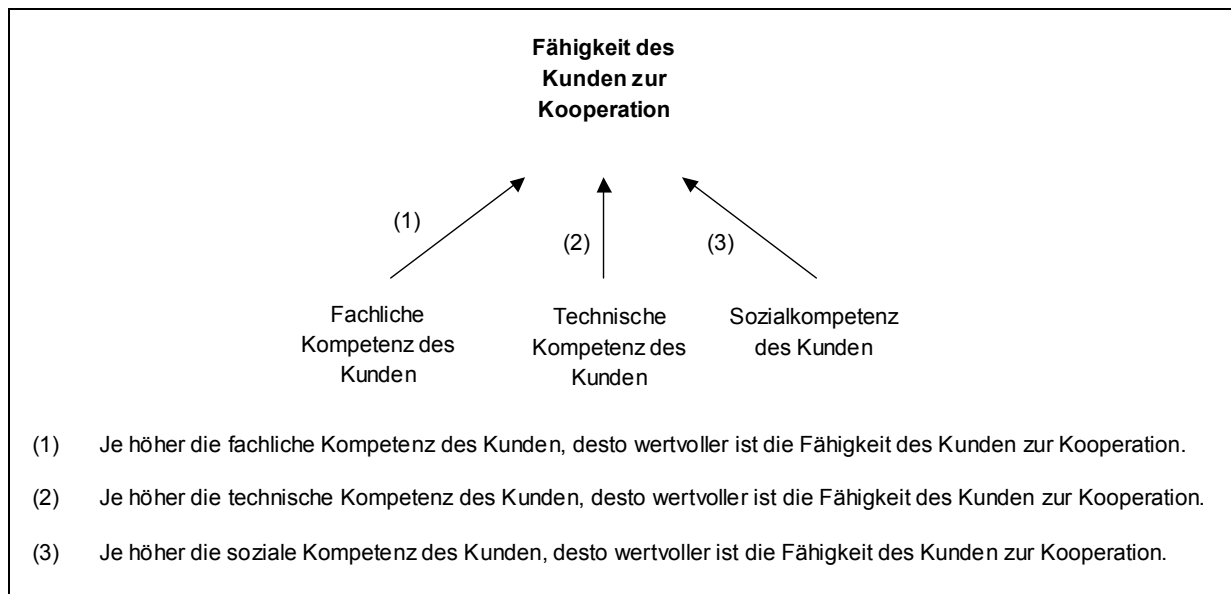 Fähigkeit des
Kunden zur
Kooperation
(1)
(2)
(3)
Fachliche
Kompetenz des
Kunden
Technische
Kompetenz des
Kunden
Sozialkompetenz
des Kunden
(1) Je höher die fachliche Kompetenz des Kunden, desto wertvoller ist die Fähigkeit des Kunden zur Kooperation.
(2) Je höher die technische Kompetenz des Kunden, desto wertvoller ist die Fähigkeit des Kunden zur Kooperation.
(3) Je höher die soziale Kompetenz des Kunden, desto wertvoller ist die Fähigkeit des Kunden zur Kooperation.